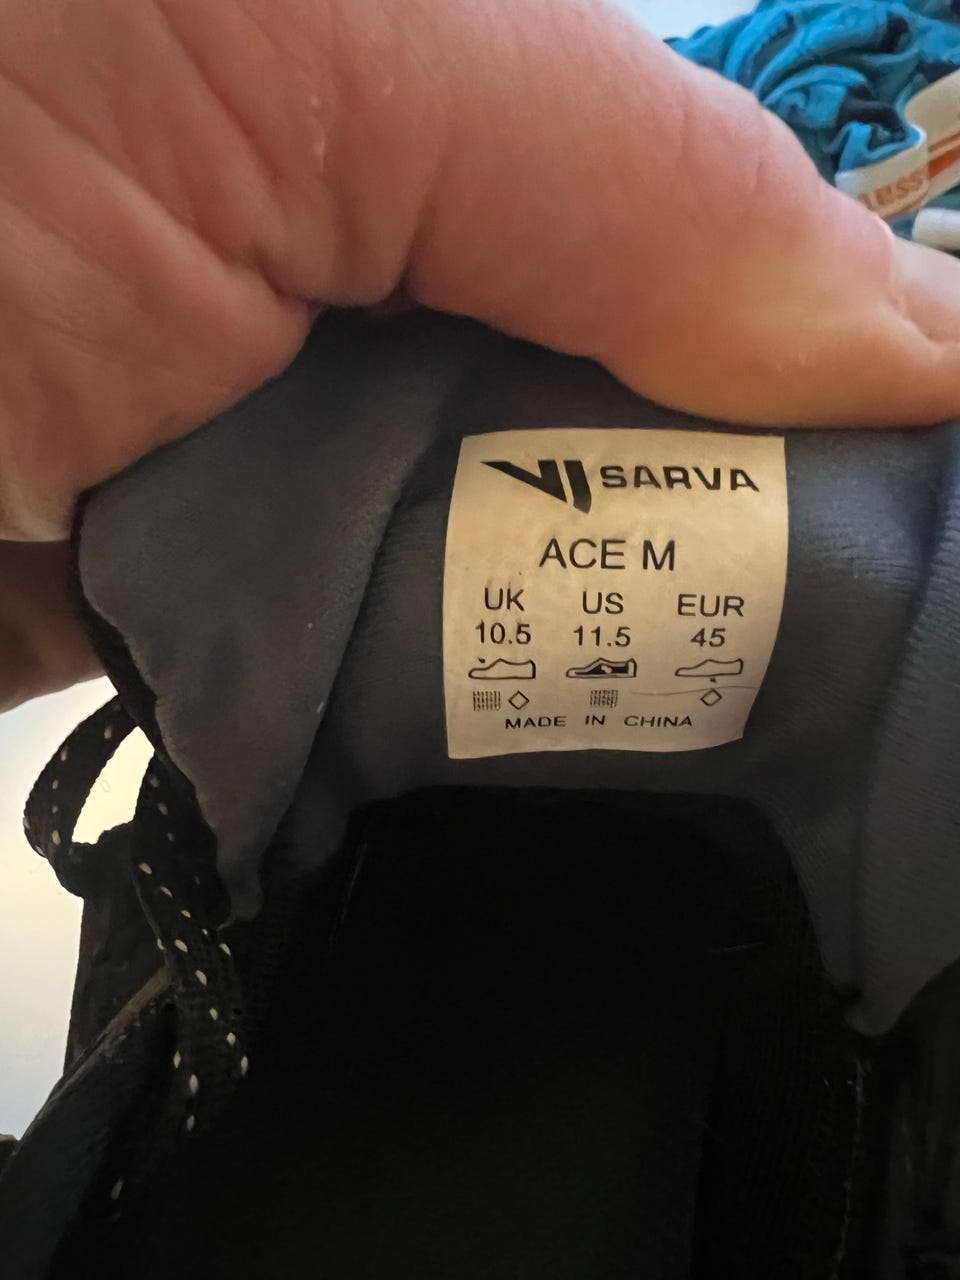 SARVA
ACE M
UK US EUR
10.5 11.5 45
MADE IN CHINA